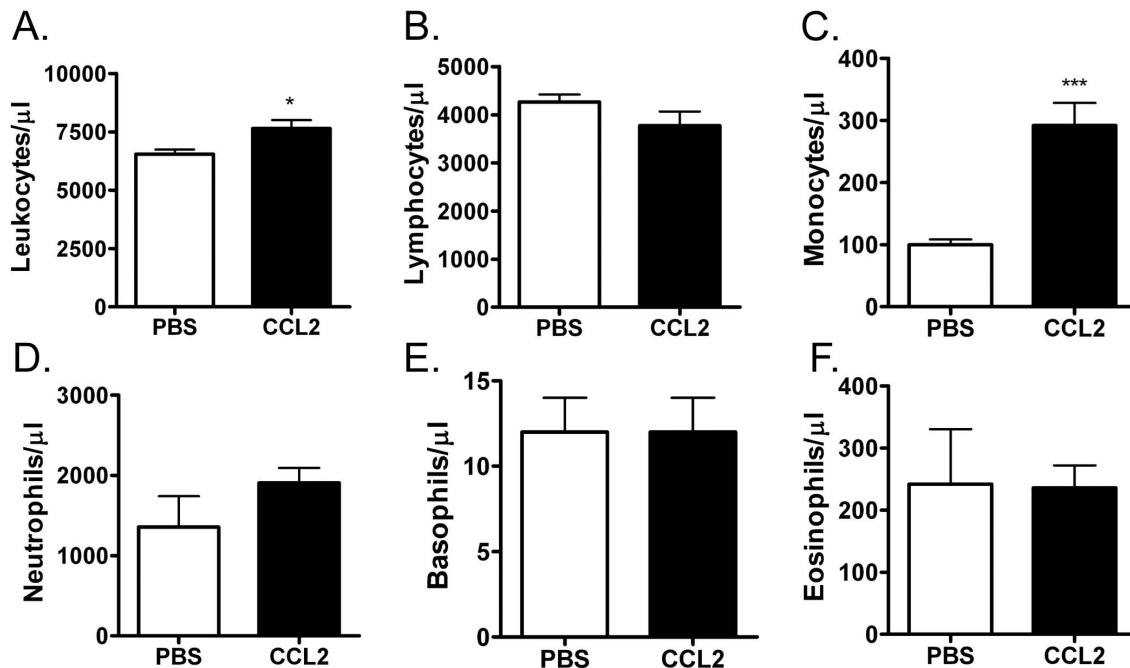 A.
Leukocytes/µl
10000
7500
5000
2500
0
*
PBS CCL2
B.
Lymphocytes/µl
5000
4000
3000
2000
1000
0
PBS CCL2
C.
Monocytes/µl
400
300
200
100
0
***
PBS CCL2
D.
Neutrophils/µl
3000
2000
1000
0
PBS CCL2
E.
Basophils/µl
15
10
5
0
PBS CCL2
F.
Eosinophils/µl
400
300
200
100
0
PBS CCL2